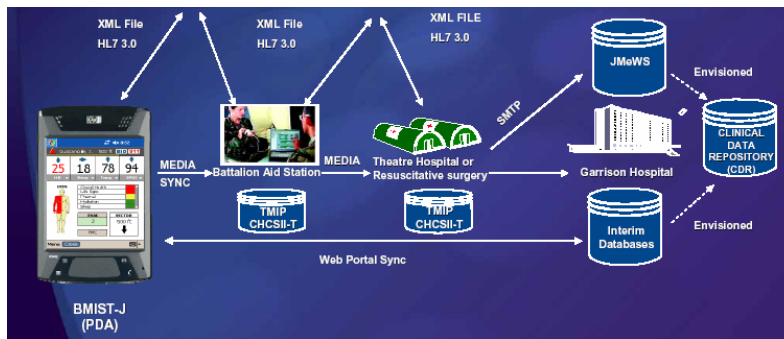 XML File
HL7 3.0
XML File
HL7 3.0
XML FILE
HL7 3.0
JMeWS
Envisioned
SMTP
CLINICAL
DATA
REPOSITORY
(CDR)
25 18 78 94
MEDIA
SYNC
Battalion Aid Station
MEDIA
Theatre Hospital or
Resuscitative surgery
Garrison Hospital
TMIP
CHCSII-T
TMIP
CHCSII-T
Interim
Databases
Envisioned
Web Portal Sync
BMIST-J
(PDA)